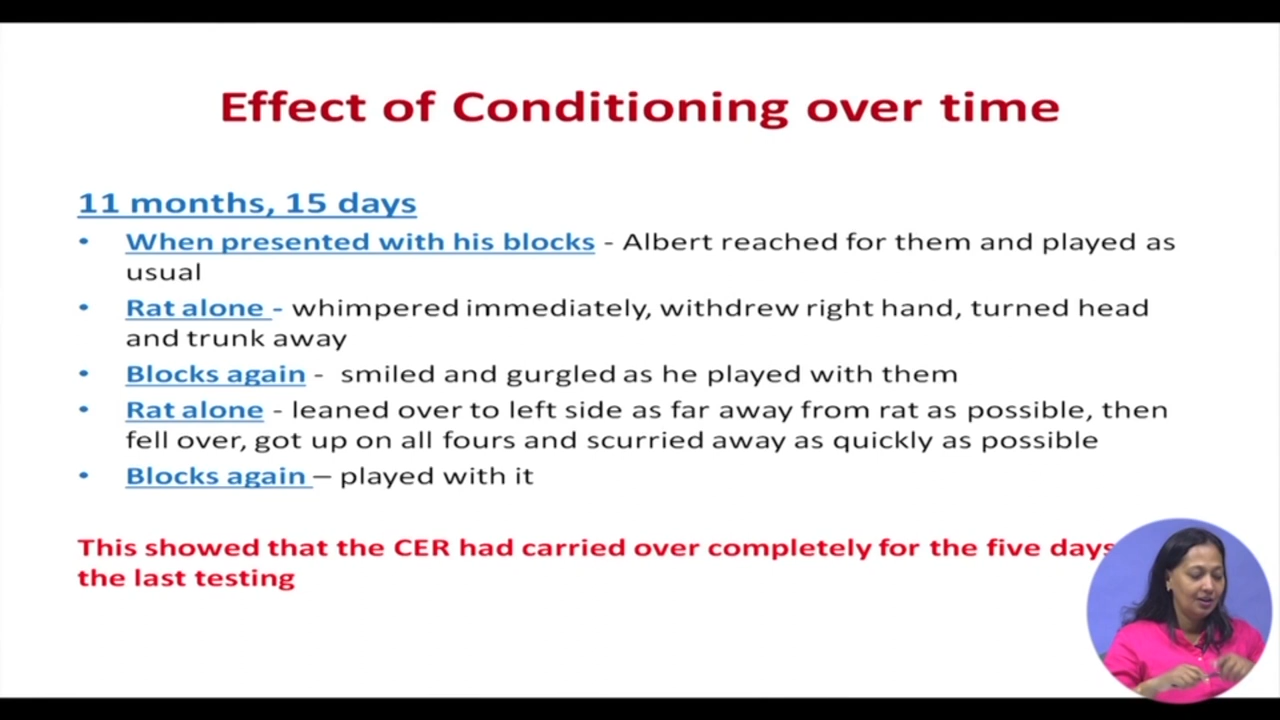 Effect of Conditioning over time
11 months, 15 days
• When presented with his blocks - Albert reached for them and played as
usual
• Rat alone - whimpered immediately, withdrew right hand, turned head
and trunk away
• Blocks again - smiled and gurgled as he played with them
• Rat alone - leaned over to left side as far away from rat as possible, then
fell over, got up on all fours and scurried away as quickly as possible
• Blocks again – played with it
This showed that the CER had carried over completely for the five days
the last testing